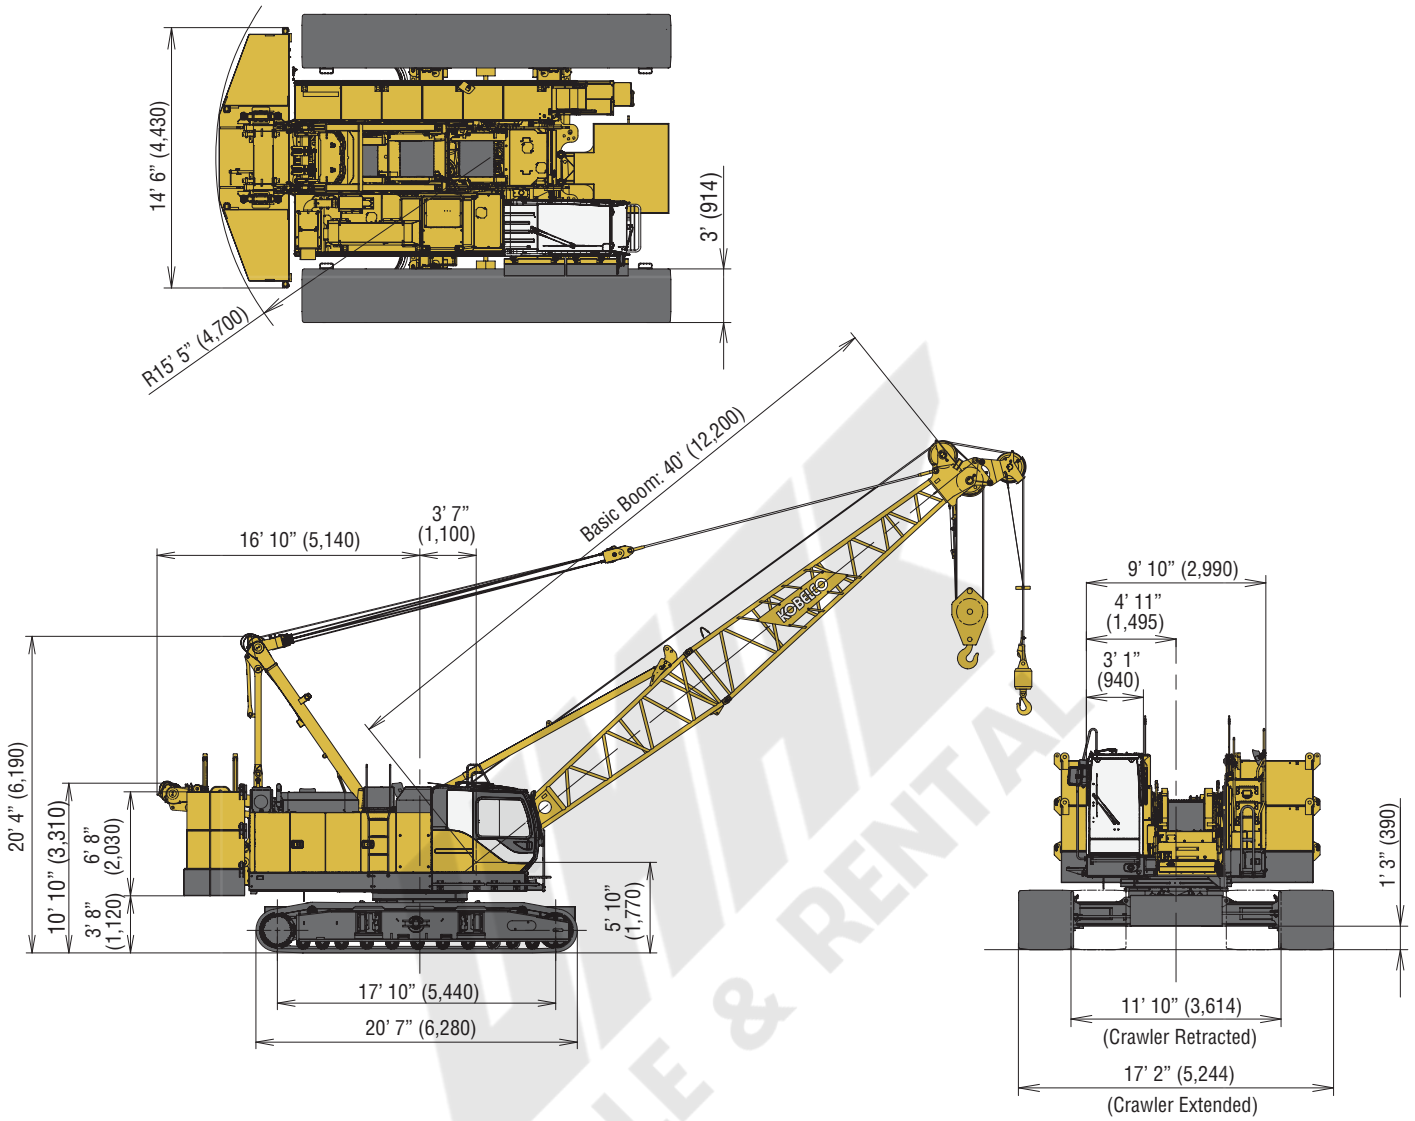 14' 6” (4,430)
3' (914)
R15' 5” (4,700)
Basic Boom: 40' (12,200)
3' 7”
(1,100)
16' 10” (5,140)
KOBELCO
9' 10” (2,990)
4' 11”
(1,495)
3' 1”
(940)
20' 4” (6,190)
10' 10” (3,310)
6' 8”
(2,030)
3' 8”
(1,120)
5' 10”
(1,770)
1' 3” (390)
17' 10” (5,440)
20' 7” (6,280)
11' 10” (3,614)
(Crawler Retracted)
17' 2” (5,244)
(Crawler Extended)
& RENTAL